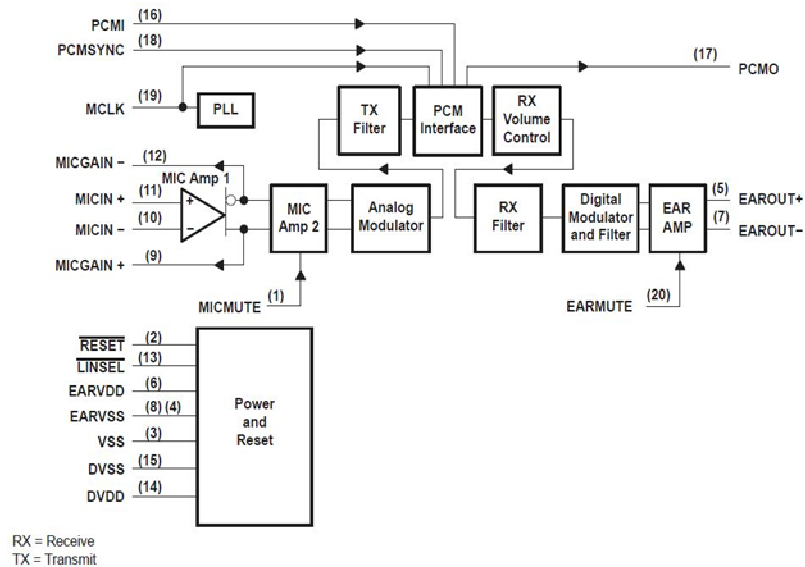 PCMI (16)
PCMSYNC (18)
(17) PCMO
MCLK (19)
PLL
TX Filter
PCM Interface
RX Volume Control
MICGAIN − (12)
MIC Amp 1
MICIN + (11)
+
MICIN − (10)
−
MICGAIN + (9)
MIC Amp 2
Analog Modulator
RX Filter
Digital Modulator and Filter
EAR AMP
(5) EAROUT+
(7) EAROUT−
MICMUTE (1)
EARMUTE (20)
RESET (2)
LINSEL (13)
EARVDD (6)
EARVSS (8) (4)
VSS (3)
DVSS (15)
DVDD (14)
Power and Reset
RX = Receive
TX = Transmit